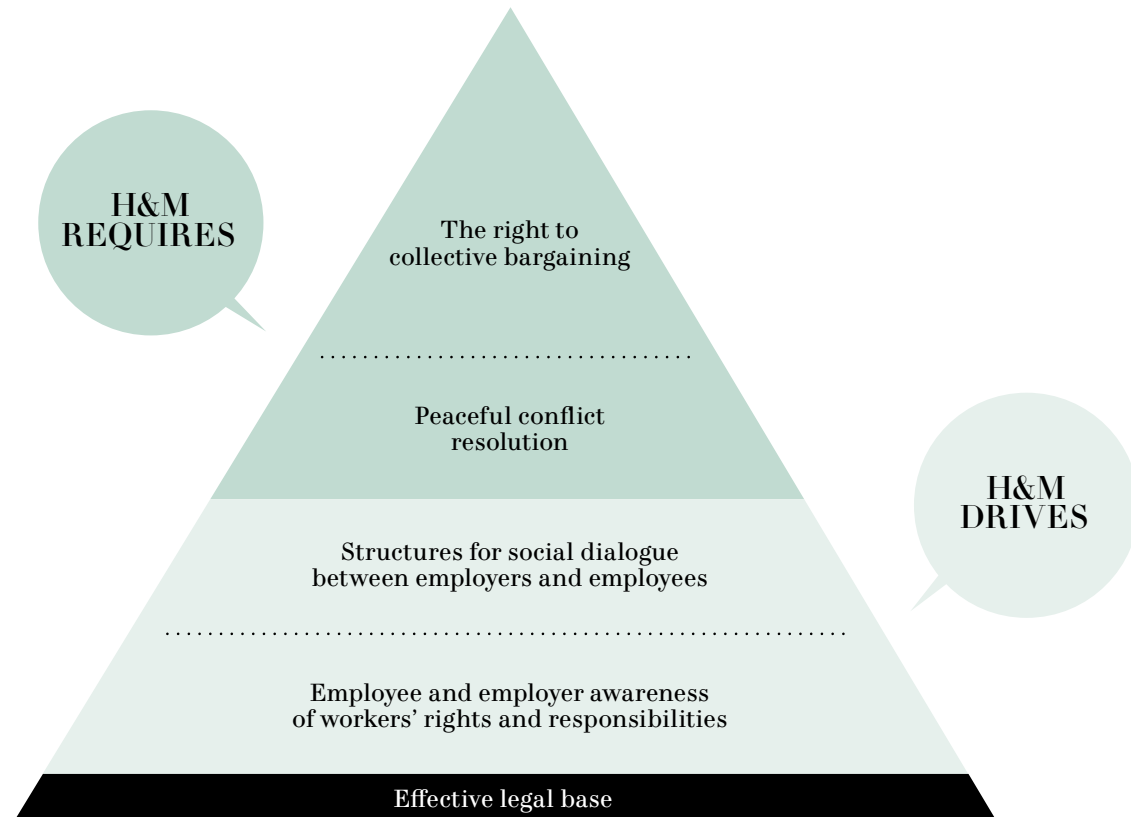 H&M
REQUIRES
The right to
collective bargaining
Peaceful conflict
resolution
H&M
DRIVES
Structures for social dialogue
between employers and employees
Employee and employer awareness
of workers’ rights and responsibilities
Effective legal base